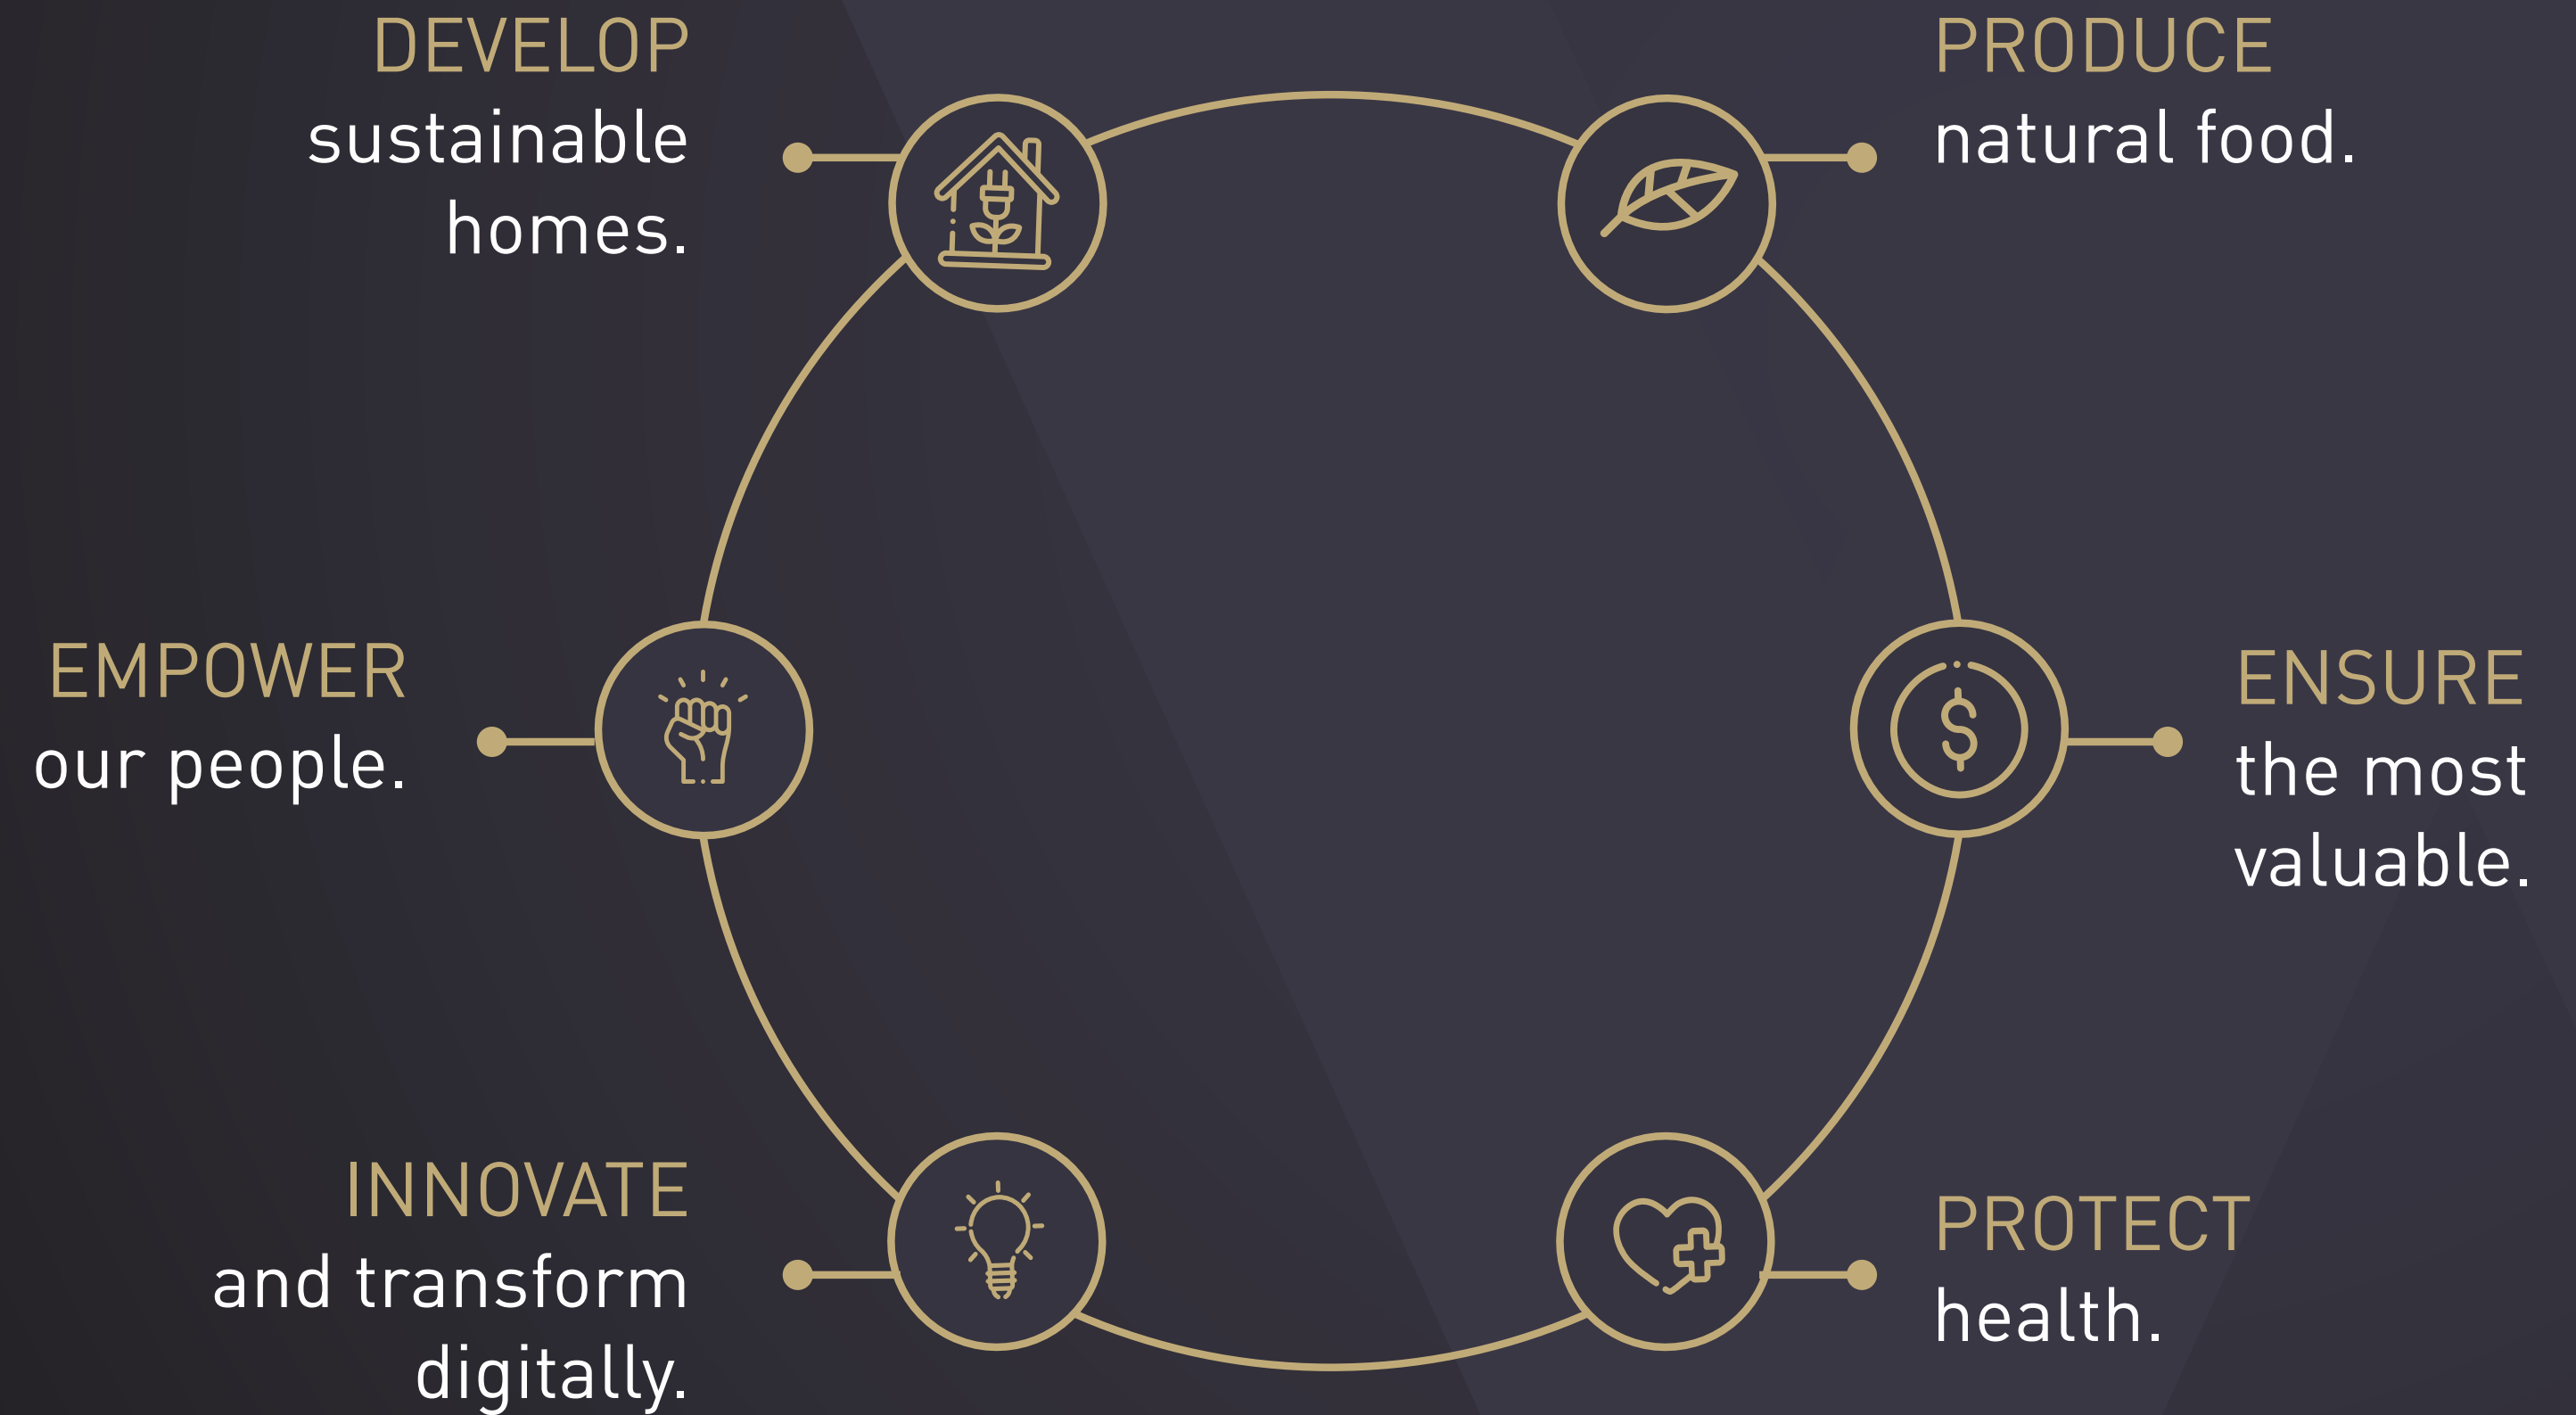 DEVELOP
sustainable
homes.
PRODUCE
natural food.
EMPOWER
our people.
ENSURE
the most
valuable.
INNOVATE
and transform
digitally.
PROTECT
health.